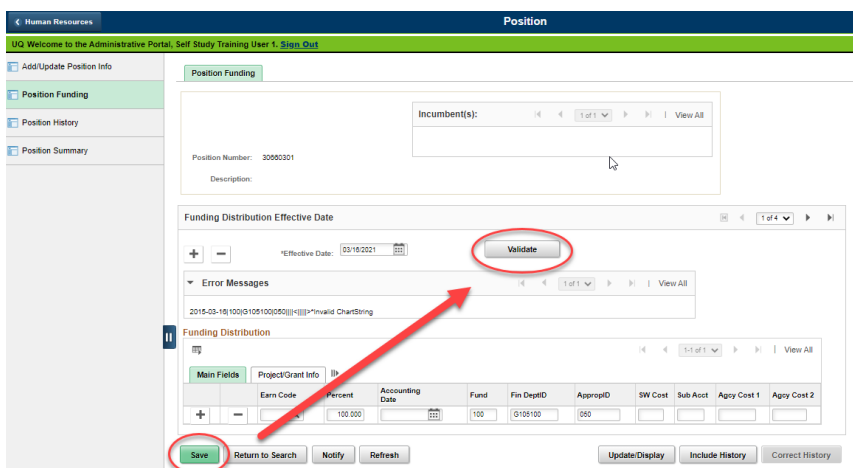 Human Resources
Position
UQ Welcome to the Administrative Portal, Self Study Training User 1. Sign Out
Add/Update Position Info
Position Funding
Position History
Position Summary
Position Funding
Incumbent(s): 1 of 1 | View All
Position Number: 30660301
Description:
Funding Distribution Effective Date 1 of 4
+ − *Effective Date: 03/16/2021 Validate
Error Messages 1 of 1 | View All
2015-03-16|100|G105100|050||||<||||>*Invalid ChartString
Funding Distribution
1-1 of 1 | View All
Main Fields Project/Grant Info
Earn Code Percent Accounting Date Fund Fin DeptID AppropID SW Cost Sub Acct Agcy Cost 1 Agcy Cost 2
+ − 100.000 100 G105100 050
Save Return to Search Notify Refresh Update/Display Include History Correct History